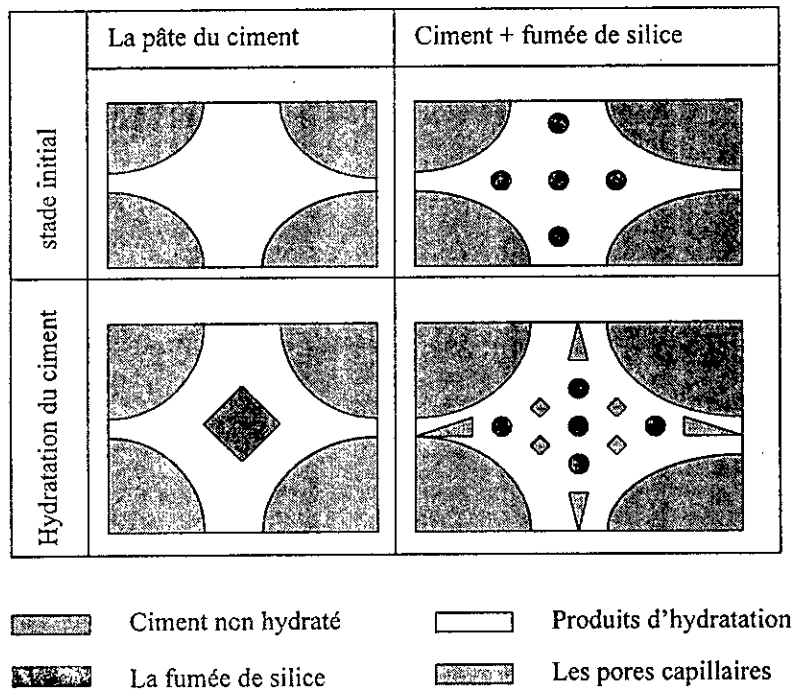 La pâte du ciment
Ciment + fumée de silice
stade initial
Hydratation du ciment
Ciment non hydraté
Produits d'hydratation
La fumée de silice
Les pores capillaires